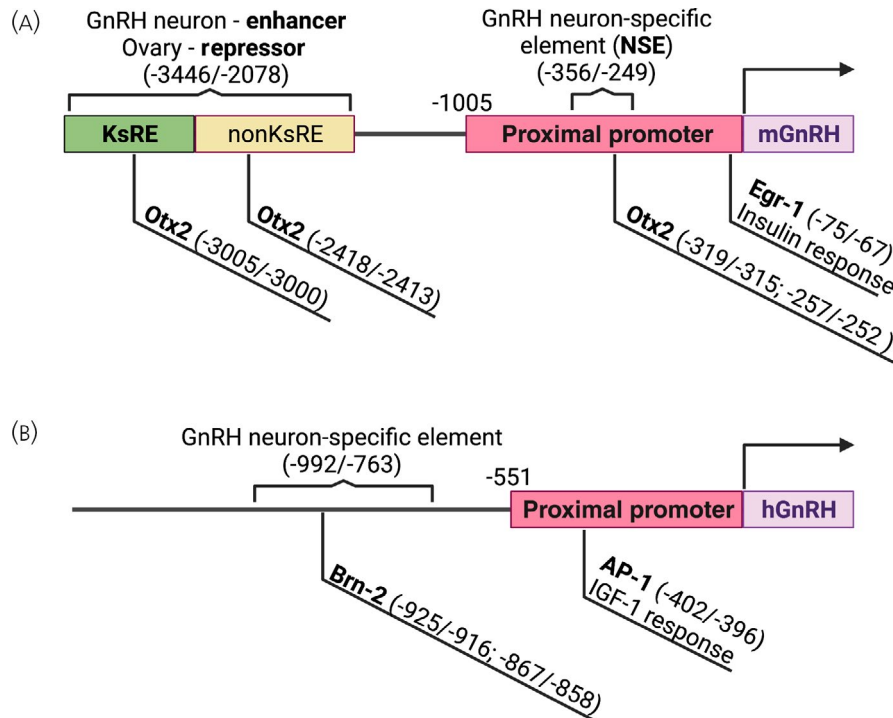 (A)
GnRH neuron - enhancer
Ovary - repressor
(-3446/-2078)
GnRH neuron-specific
element (NSE)
(-356/-249)
-1005
KsRE
nonKsRE
Proximal promoter
mGnRH
Otx2 (-3005/-3000)
Otx2 (-2418/-2413)
Otx2 (-319/-315; -257/-252 )
Egr-1 (-75/-67)
Insulin response
(B)
GnRH neuron-specific element
(-992/-763)
-551
Proximal promoter
hGnRH
Brn-2 (-925/-916; -867/-858)
AP-1 (-402/-396)
IGF-1 response